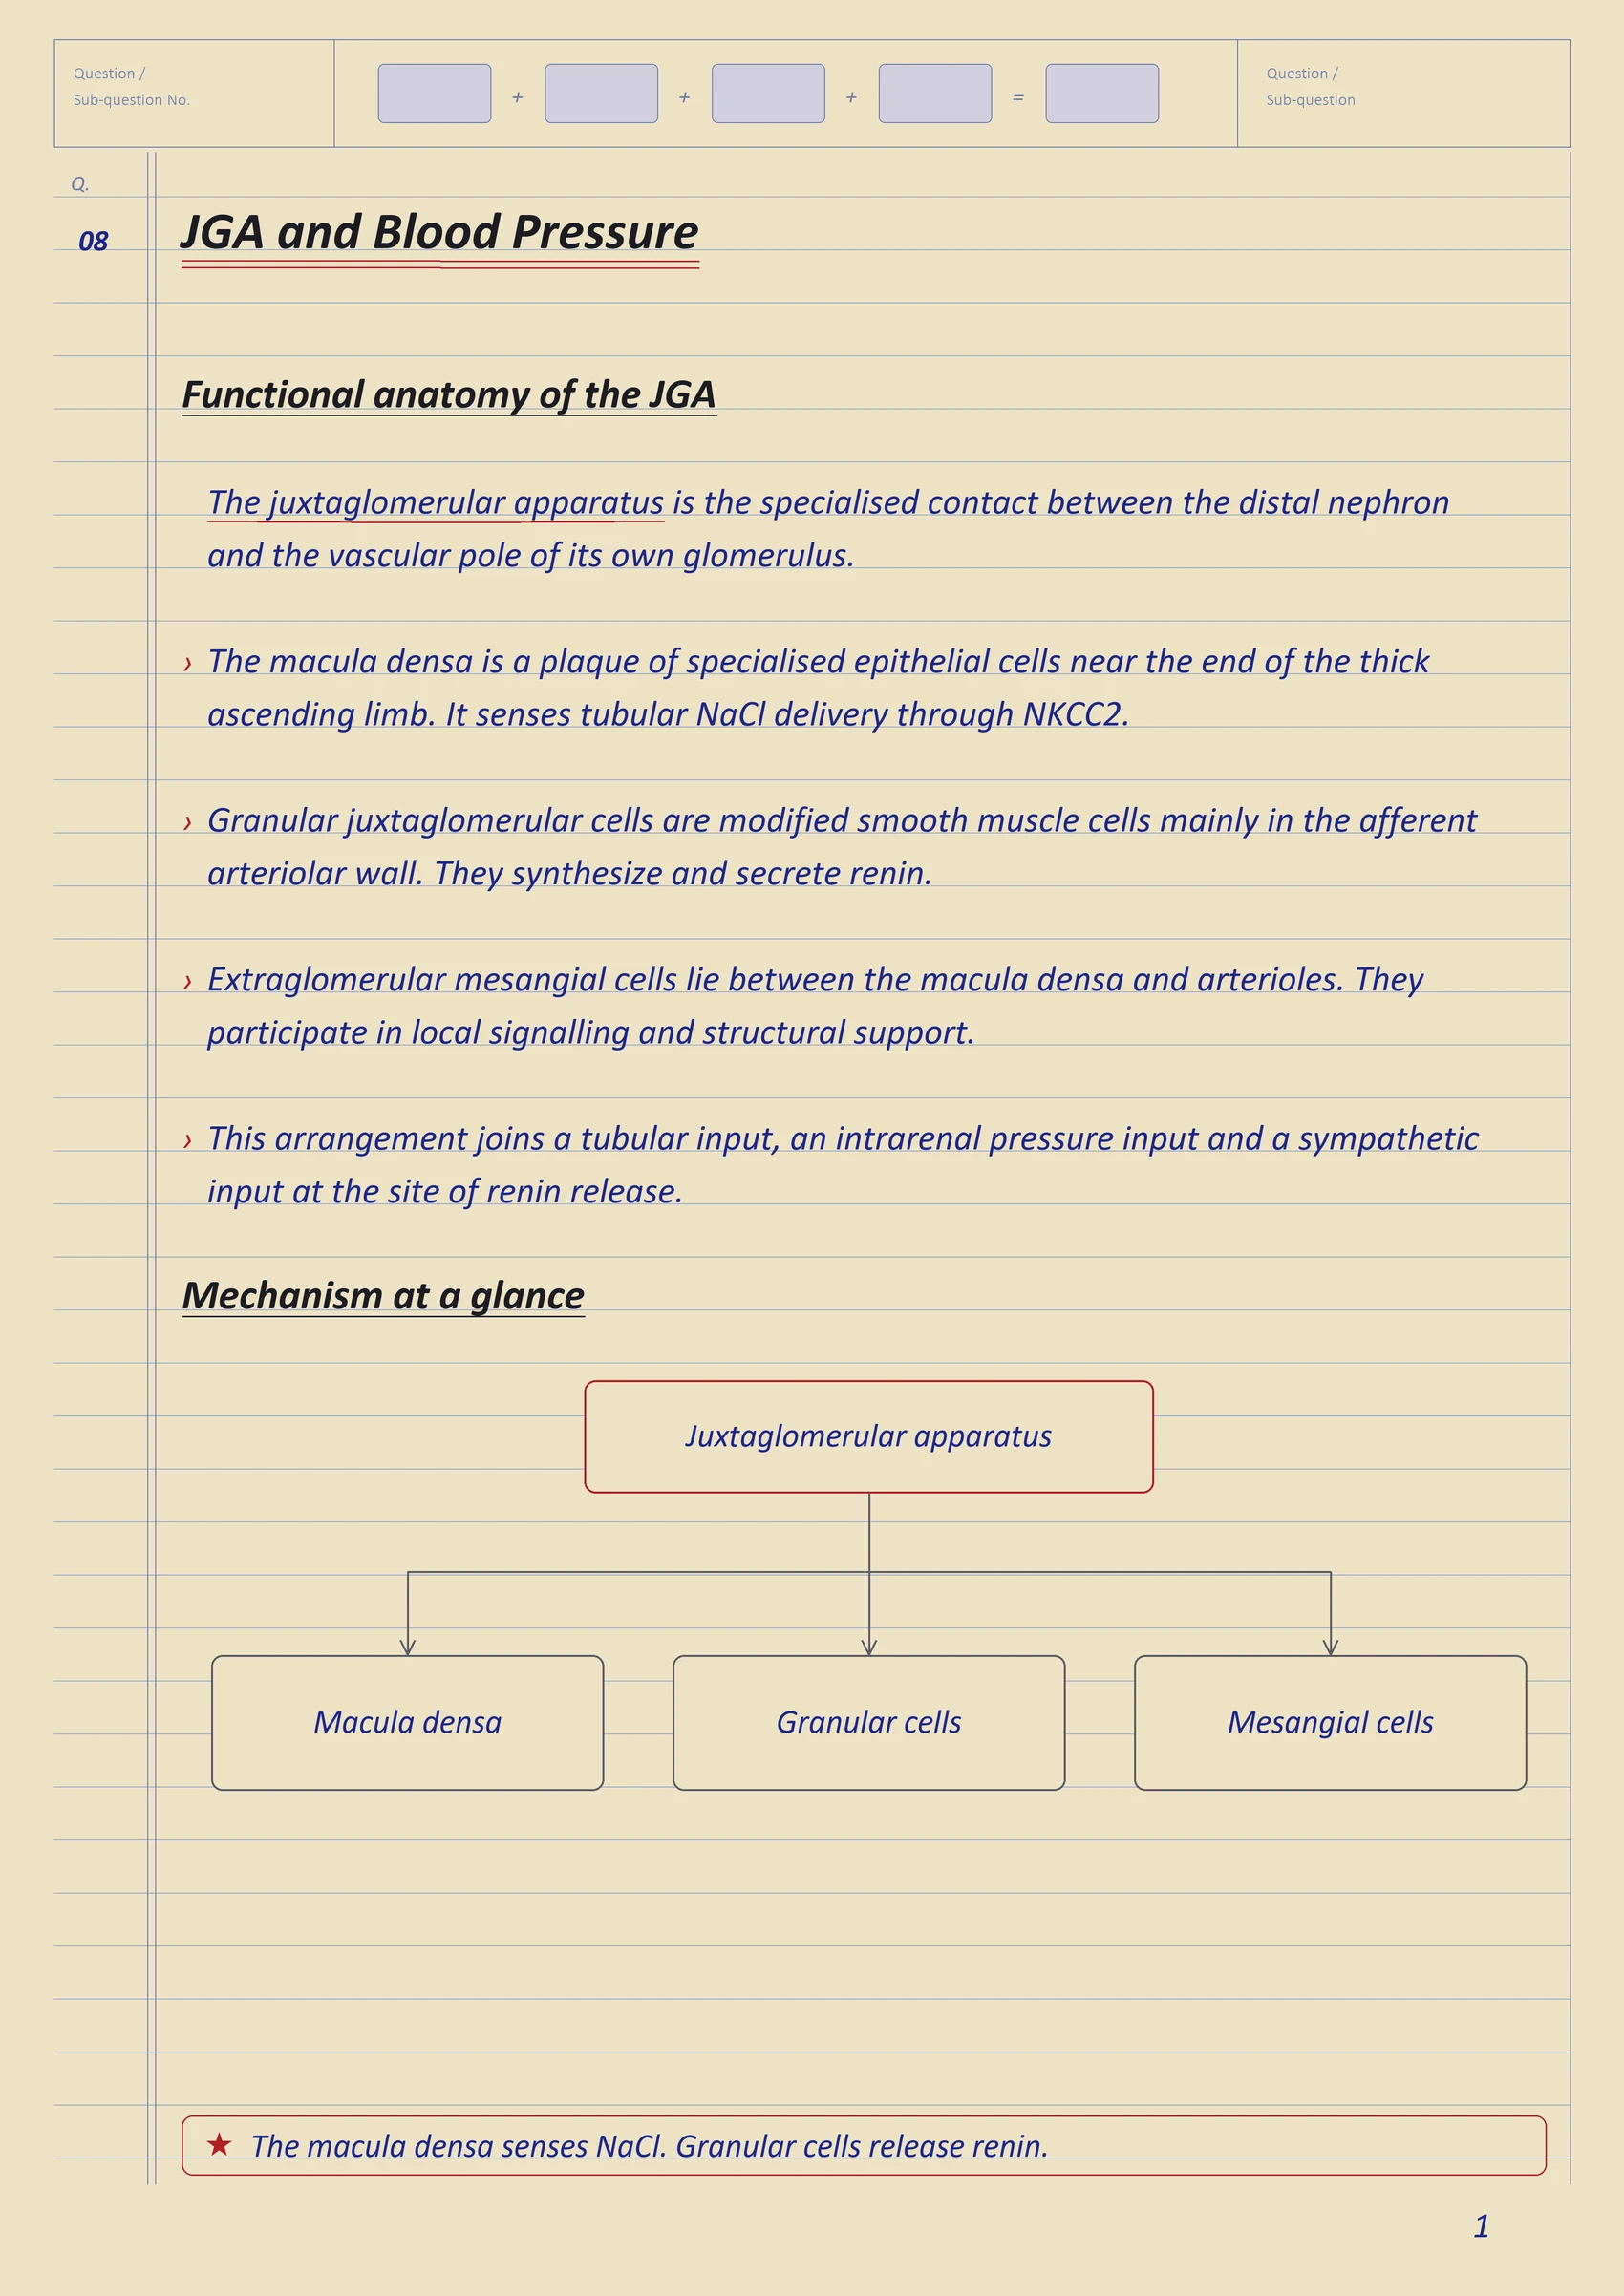 Question /
Sub-question No.
+ + + =
Question /
Sub-question
Q.
08
JGA and Blood Pressure
Functional anatomy of the JGA
The juxtaglomerular apparatus is the specialised contact between the distal nephron
and the vascular pole of its own glomerulus.
› The macula densa is a plaque of specialised epithelial cells near the end of the thick
ascending limb. It senses tubular NaCl delivery through NKCC2.
› Granular juxtaglomerular cells are modified smooth muscle cells mainly in the afferent
arteriolar wall. They synthesize and secrete renin.
› Extraglomerular mesangial cells lie between the macula densa and arterioles. They
participate in local signalling and structural support.
› This arrangement joins a tubular input, an intrarenal pressure input and a sympathetic
input at the site of renin release.
Mechanism at a glance
Juxtaglomerular apparatus
Macula densa
Granular cells
Mesangial cells
★ The macula densa senses NaCl. Granular cells release renin.
1